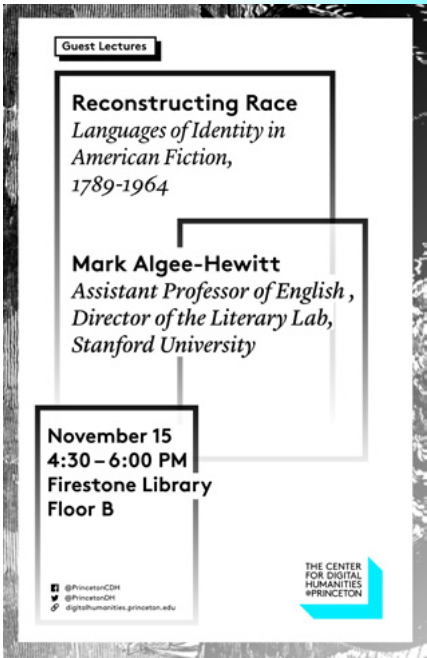 Guest Lectures
Reconstructing Race
Languages of Identity in
American Fiction,
1789-1964
Mark Algee-Hewitt
Assistant Professor of English ,
Director of the Literary Lab,
Stanford University
November 15
4:30 – 6:00 PM
Firestone Library
Floor B
@PrincetonCDH
@PrincetonDH
digitalhumanities.princeton.edu
THE CENTER
FOR DIGITAL
HUMANITIES
@PRINCETON